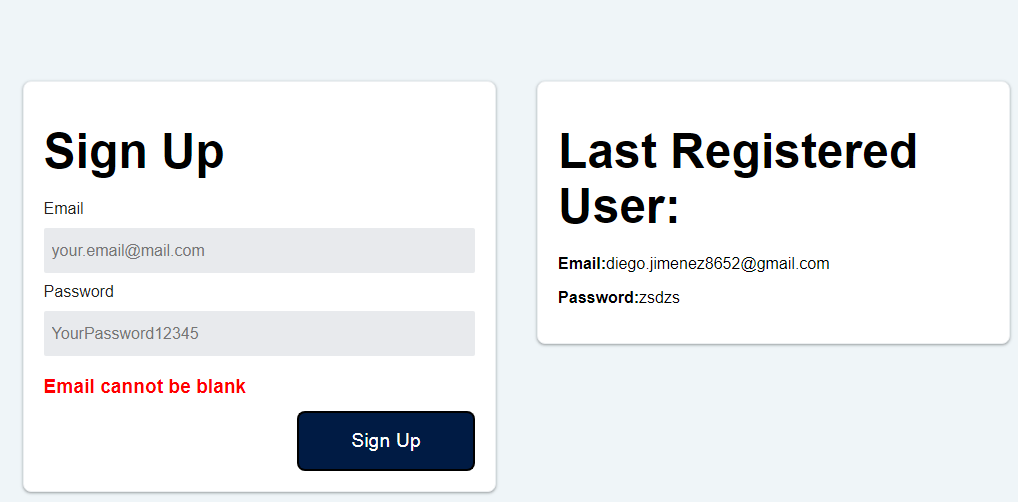 Sign Up
Email
your.email@mail.com
Password
YourPassword12345
Email cannot be blank
Sign Up
Last Registered
User:
Email:diego.jimenez8652@gmail.com
Password:zsdzs